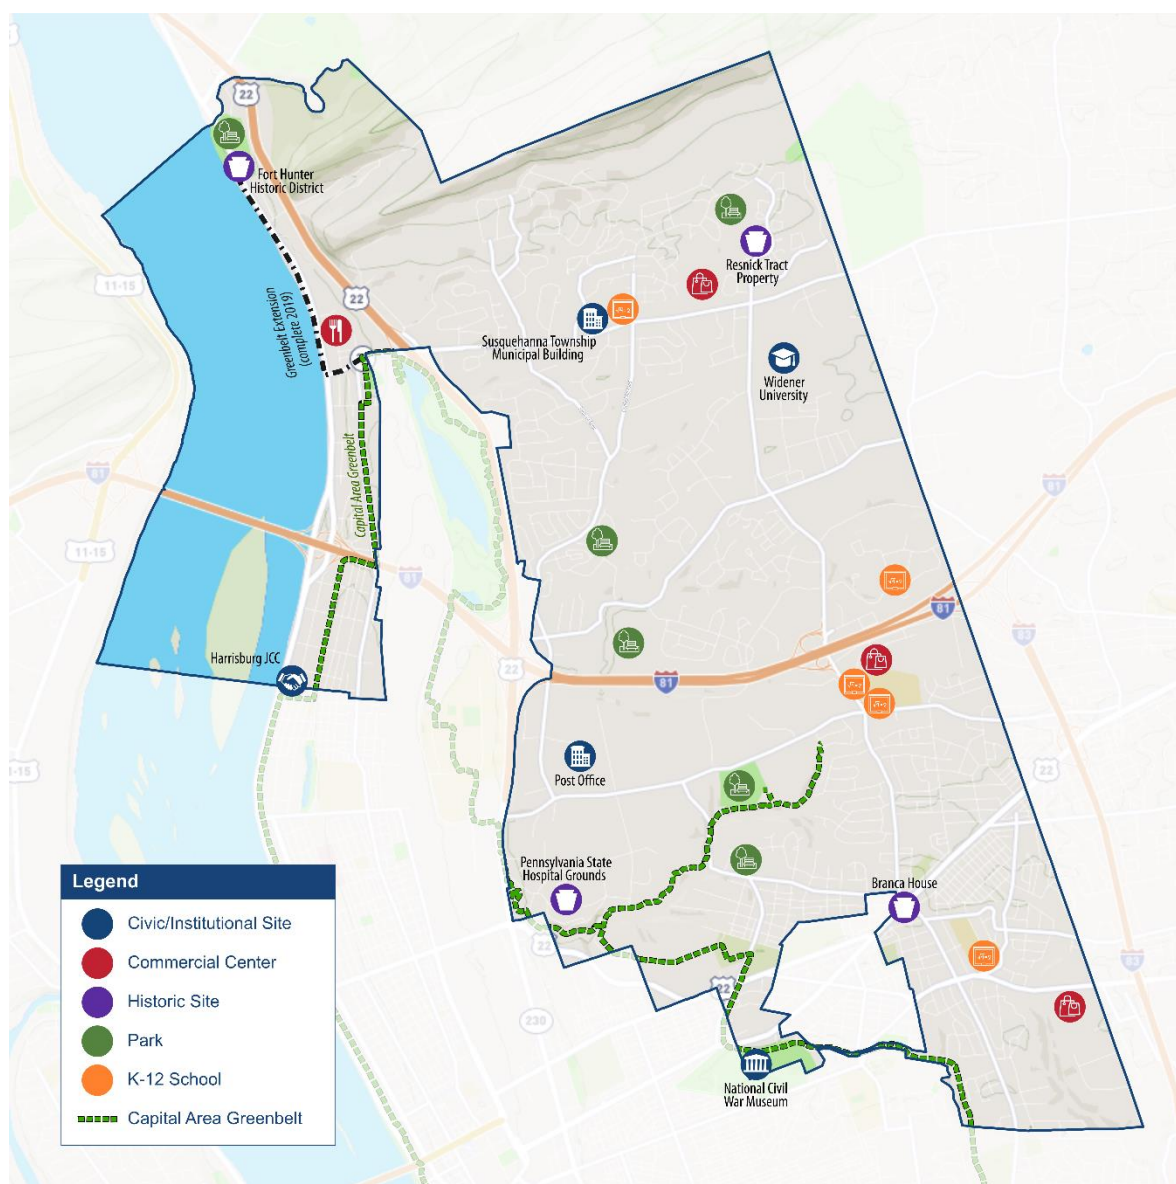 22
Fort Hunter
Historic District
11-15
Greenbelt Extension
(complete 2019)
22
Resnick Tract
Property
Susquehanna Township
Municipal Building
Widener
University
Capital Area Greenbelt
81
81
11-15
81
81
83
Harrisburg JCC
22
81
Post Office
22
11-15
Pennsylvania State
Hospital Grounds
Branca House
22
22
83
230
National Civil
War Museum
Legend
Civic/Institutional Site
Commercial Center
Historic Site
Park
K-12 School
Capital Area Greenbelt